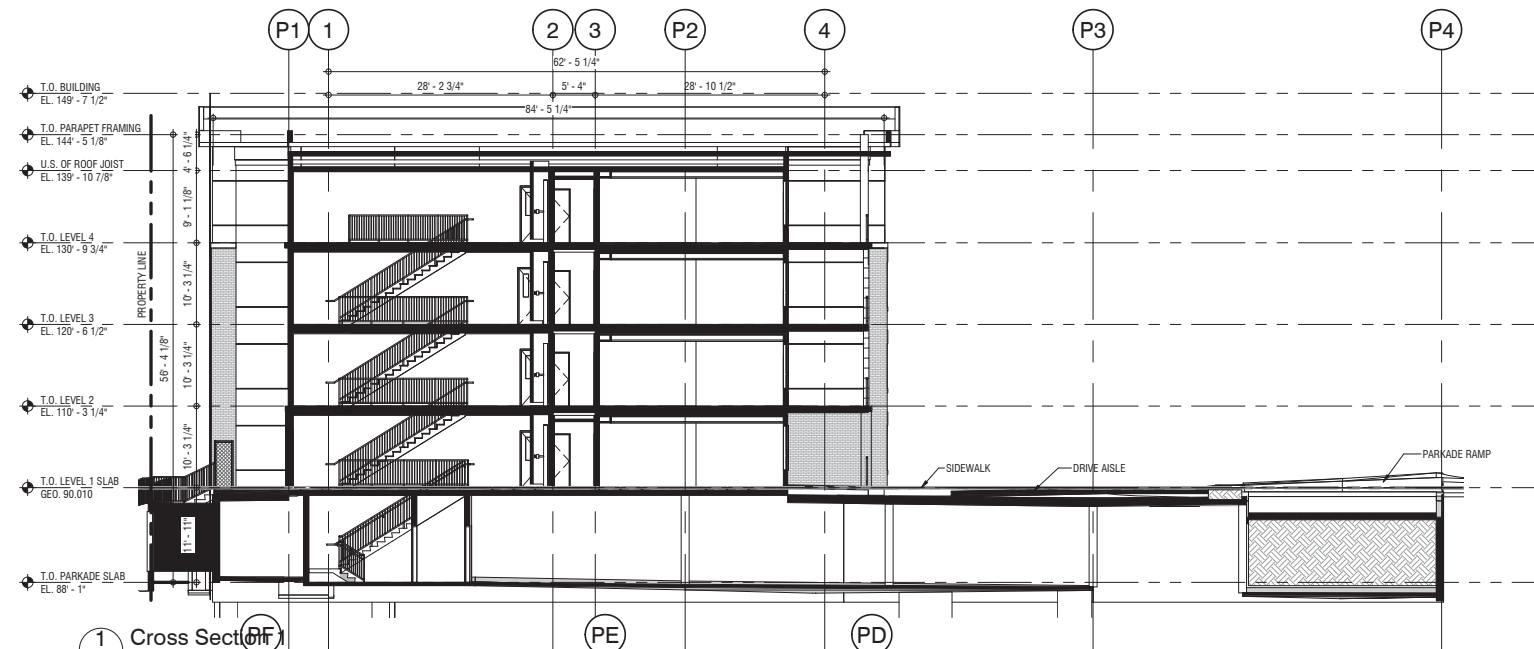 P1 1 2 3 P2 4 P3 P4
62' - 5 1/4"
28' - 2 3/4" 5' - 4" 28' - 10 1/2"
84' - 5 1/4"
T.O. BUILDING
EL. 149' - 7 1/2"
T.O. PARAPET FRAMING
EL. 144' - 5 1/8"
4' - 6 1/4"
U.S. OF ROOF JOIST
EL. 139' - 10 7/8"
9' - 1 1/8"
T.O. LEVEL 4
EL. 130' - 9 3/4"
PROPERTY LINE
10' - 3 1/4"
T.O. LEVEL 3
EL. 120' - 6 1/2"
56' - 4 1/8"
10' - 3 1/4"
T.O. LEVEL 2
EL. 110' - 3 1/4"
10' - 3 1/4"
SIDEWALK
DRIVE AISLE
PARKADE RAMP
T.O. LEVEL 1 SLAB
GEO. 90.010
11' - 11"
T.O. PARKADE SLAB
EL. 88' - 1"
1 Cross Section 1
PF PE PD